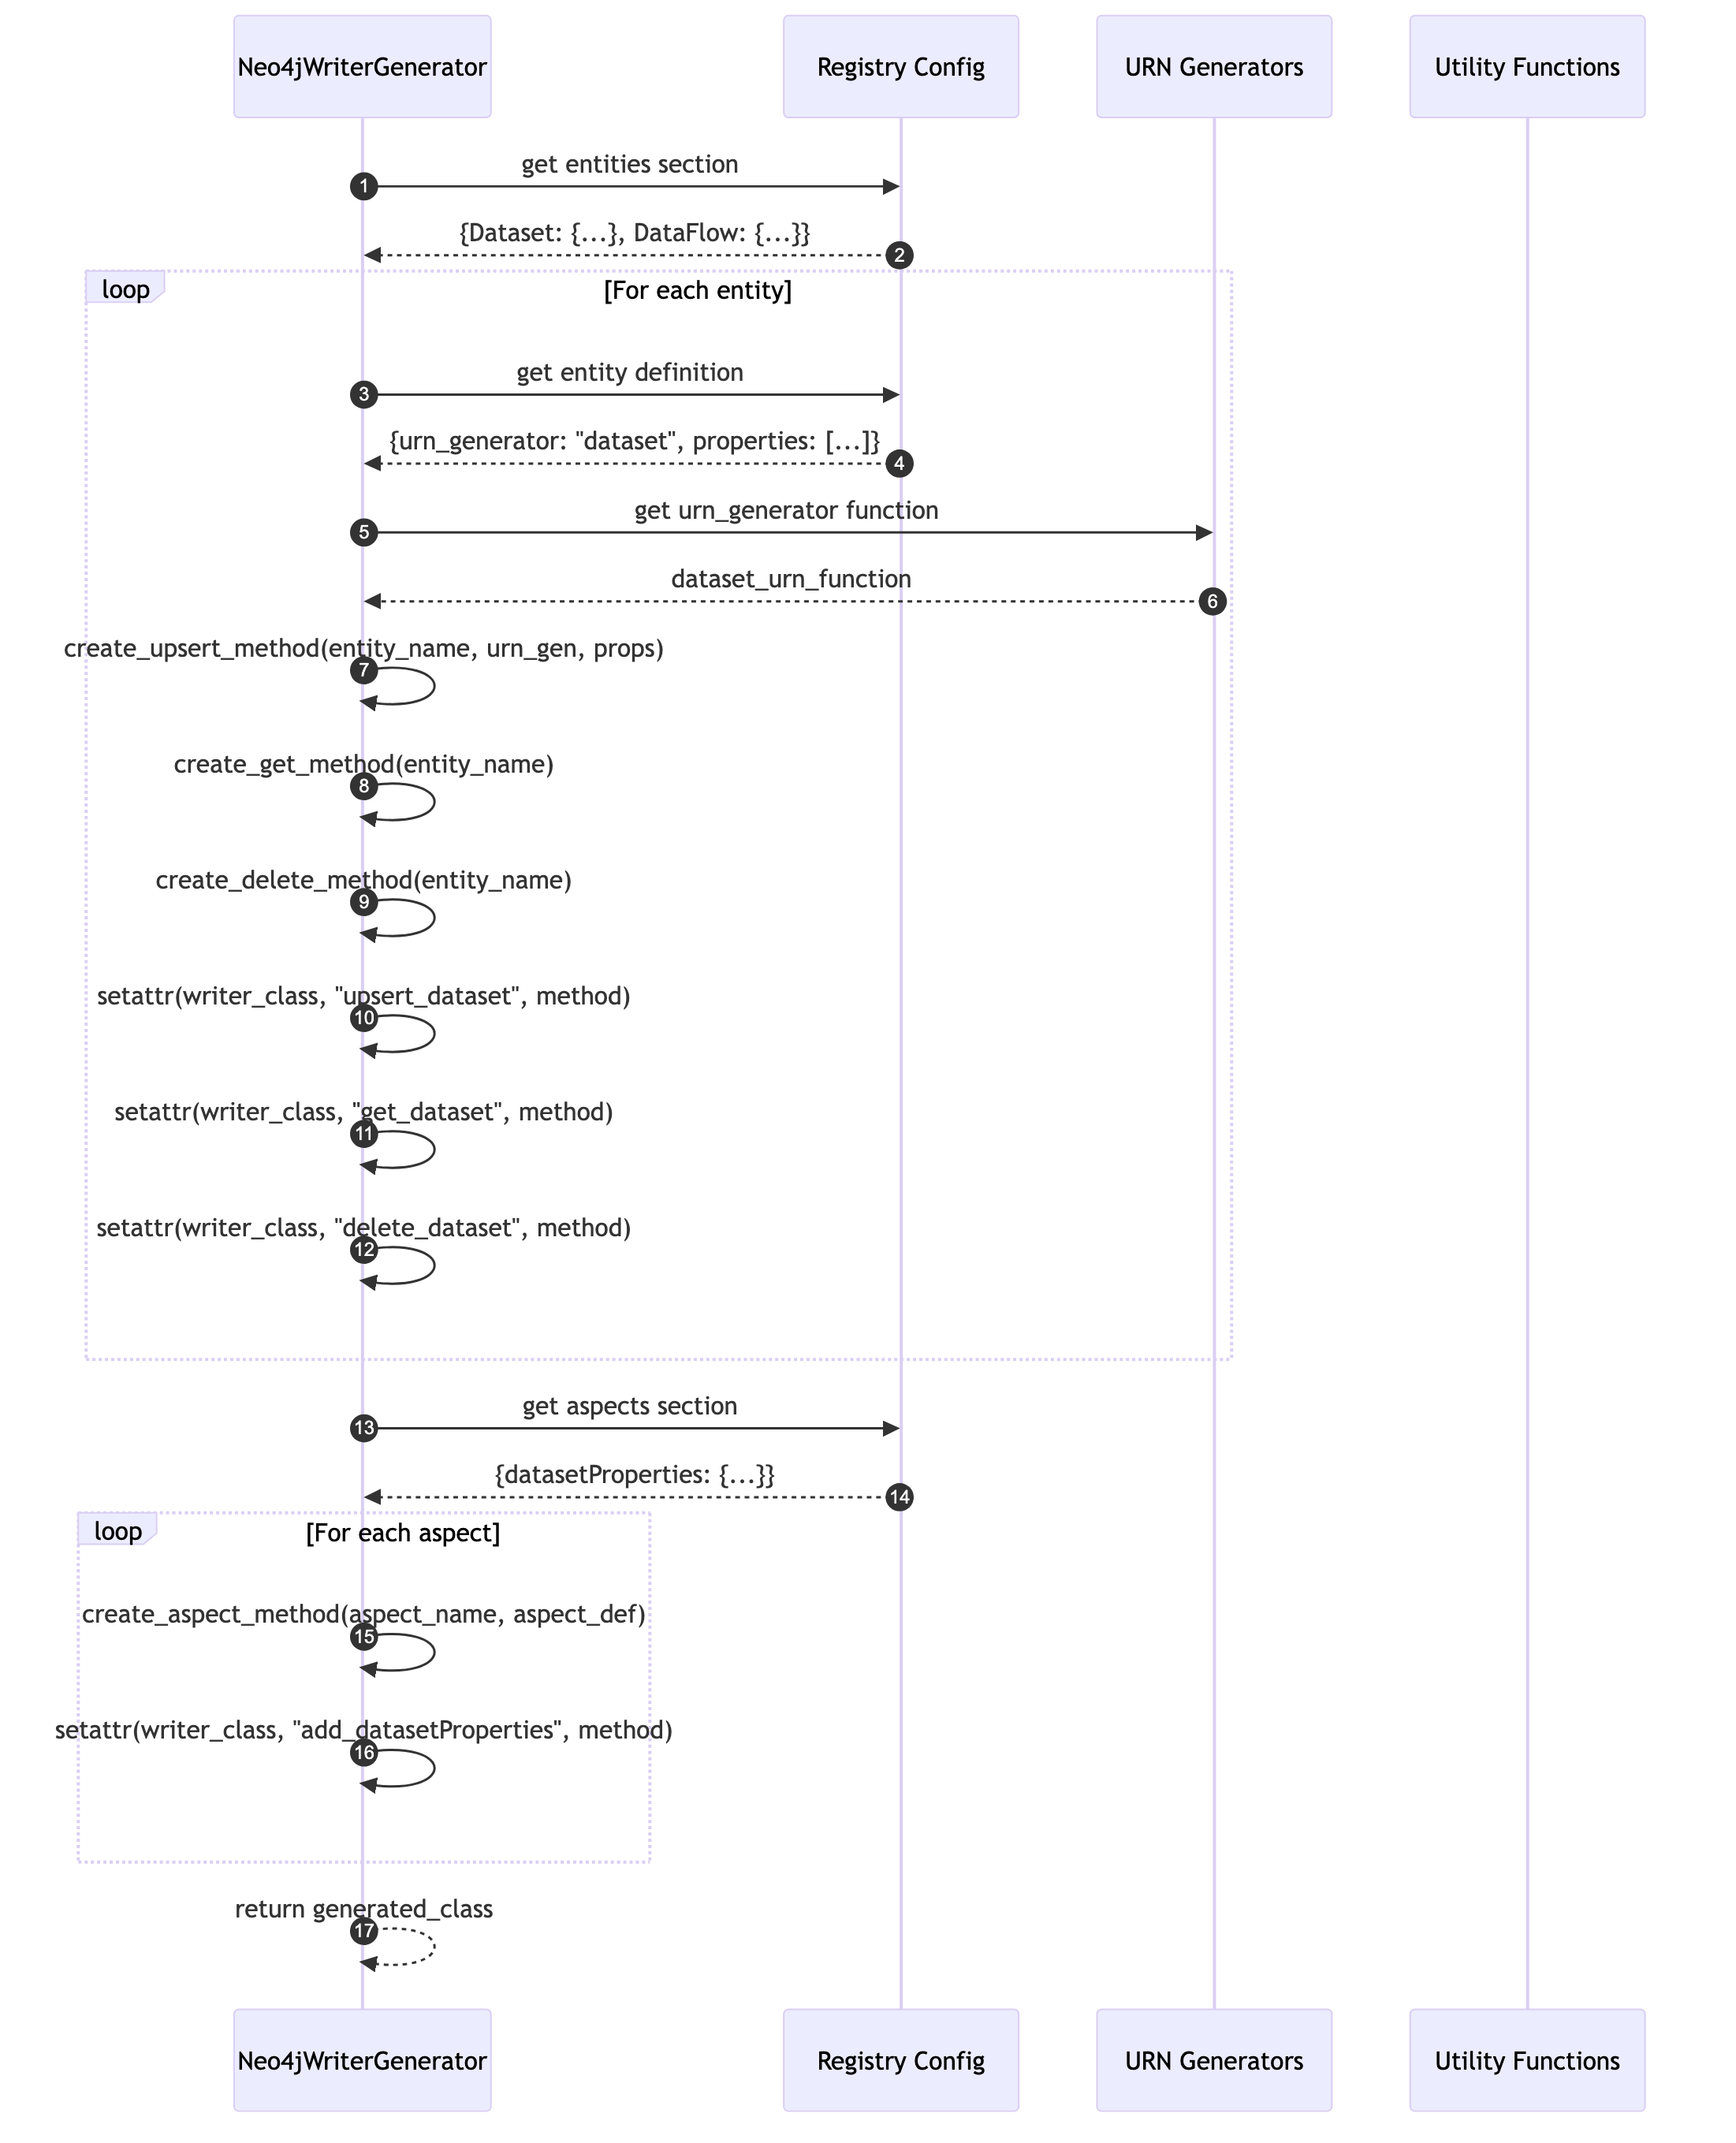 Neo4jWriterGenerator
Registry Config
URN Generators
Utility Functions
get entities section
1
{Dataset: {...}, DataFlow: {...}}
2
loop
[For each entity]
get entity definition
3
{urn_generator: "dataset", properties: [...]}
4
get urn_generator function
5
dataset_urn_function
6
create_upsert_method(entity_name, urn_gen, props)
7
create_get_method(entity_name)
8
create_delete_method(entity_name)
9
setattr(writer_class, "upsert_dataset", method)
10
setattr(writer_class, "get_dataset", method)
11
setattr(writer_class, "delete_dataset", method)
12
get aspects section
13
{datasetProperties: {...}}
14
loop
[For each aspect]
create_aspect_method(aspect_name, aspect_def)
15
setattr(writer_class, "add_datasetProperties", method)
16
return generated_class
17
Neo4jWriterGenerator
Registry Config
URN Generators
Utility Functions